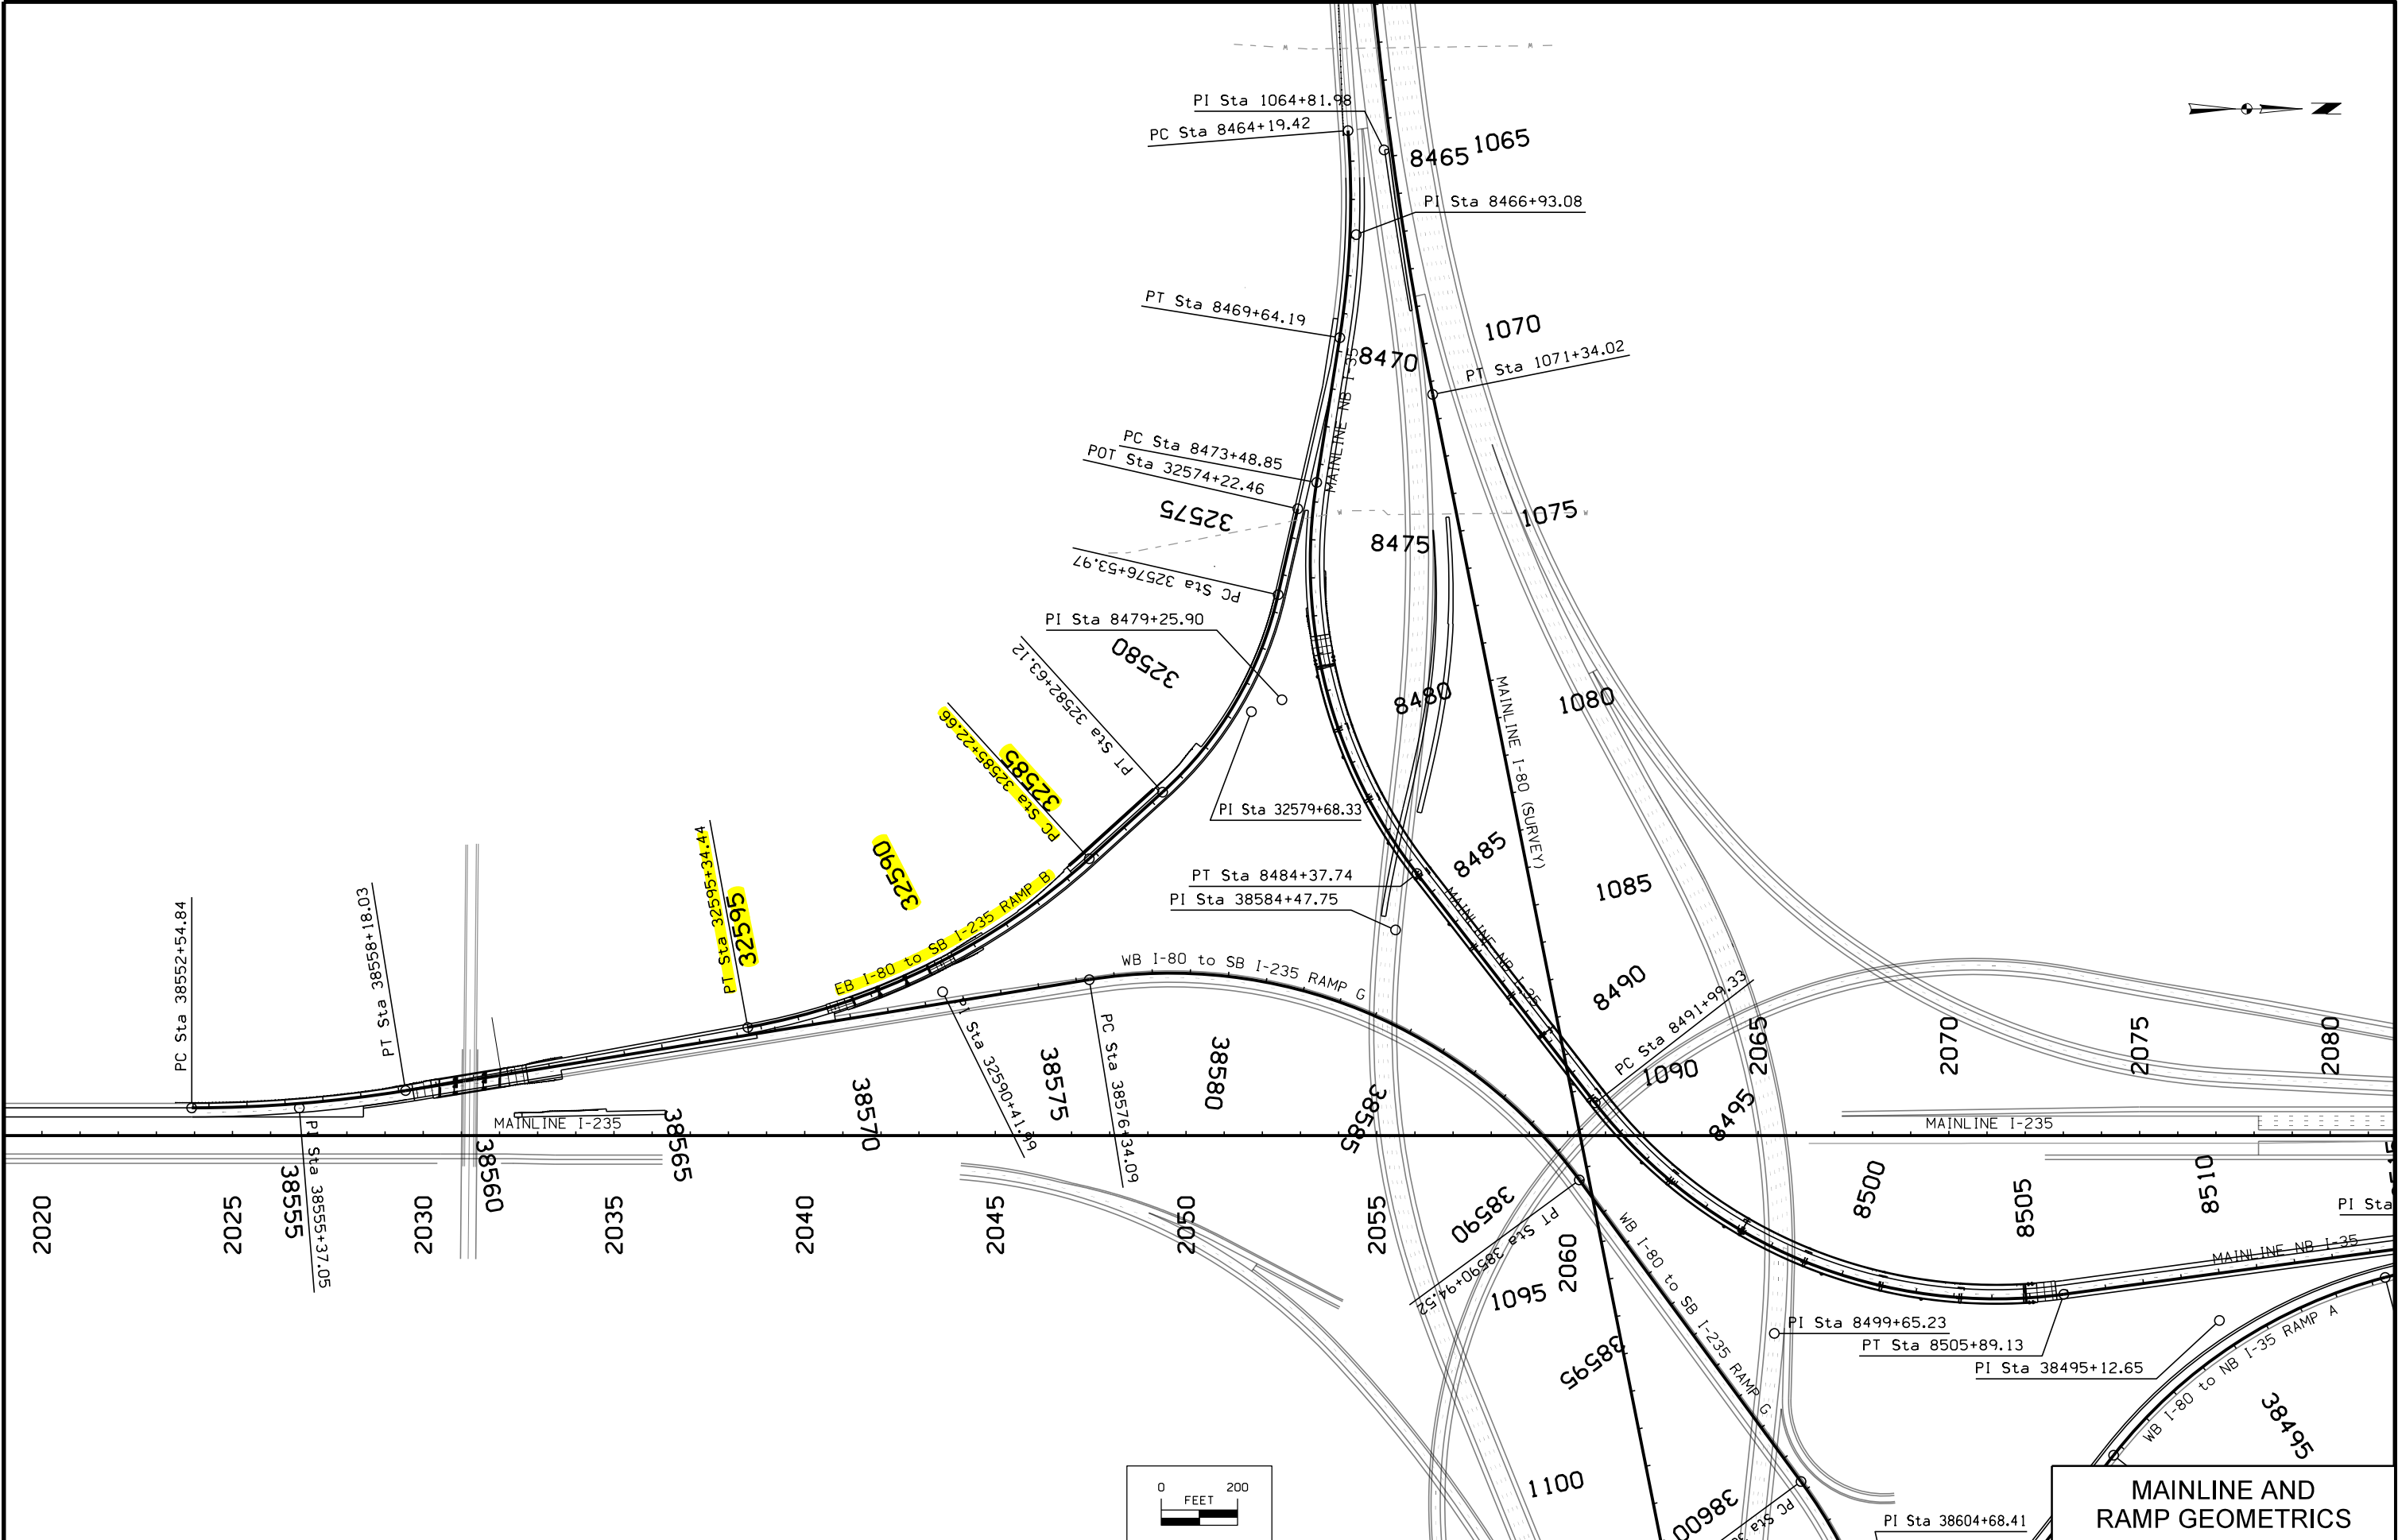 PI Sta 1064+81.98
PC Sta 8464+19.42
8465
1065
PI Sta 8466+93.08
PT Sta 8469+64.19
8470
1070
PT Sta 1071+34.02
MAINLINE NB I-35
PC Sta 8473+48.85
POT Sta 32574+22.46
32575
8475
1075
PC Sta 32576+53.97
PI Sta 8479+25.90
32580
8480
1080
MAINLINE I-80 (SURVEY)
PT Sta 32582+63.12
PC Sta 32585+22.66
32585
PI Sta 32579+68.33
PT Sta 32595+34.44
32595
32590
EB I-80 to SB I-235 RAMP B
8485
1085
PT Sta 8484+37.74
PI Sta 38584+47.75
MAINLINE NB I-35
PC Sta 38552+54.84
PT Sta 38558+18.03
WB I-80 to SB I-235 RAMP G
8490
PC Sta 8491+99.33
1090
2065
2070
2075
2080
PI Sta 32590+41.99
38575
PC Sta 38576+34.09
38580
38585
8495
38570
38565
MAINLINE I-235
MAINLINE I-235
38560
38555
PI Sta 38555+37.05
2020
2025
2030
2035
2040
2045
2050
2055
2060
38590
PT Sta 38590+94.52
8500
8505
8510
PI Sta
MAINLINE NB I-35
1095
WB I-80 to SB I-235 RAMP G
38595
PI Sta 8499+65.23
PT Sta 8505+89.13
PI Sta 38495+12.65
WB I-80 to NB I-35 RAMP A
38495
1100
38600
PC Sta
PI Sta 38604+68.41
0 200
FEET
MAINLINE AND
RAMP GEOMETRICS
N